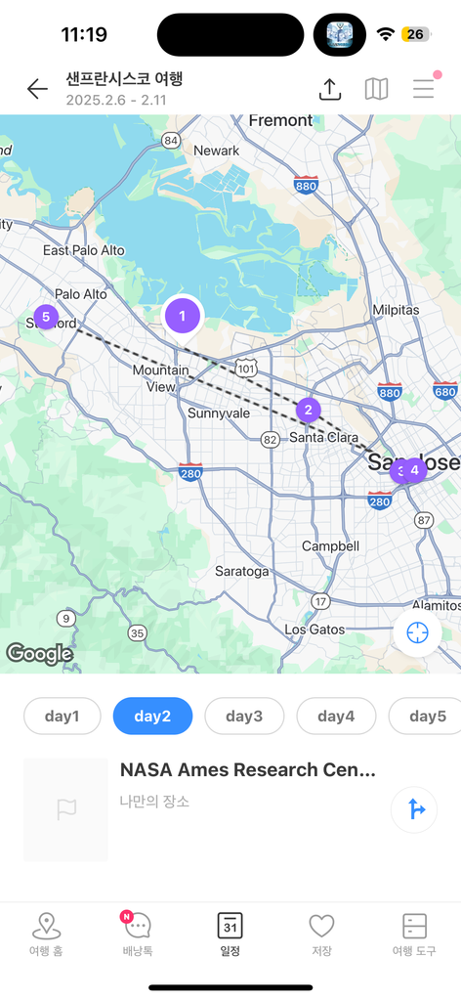 11:19
26
샌프란시스코 여행
2025.2.6 - 2.11
Fremont
84
Newark
880
East Palo Alto
Palo Alto
Milpitas
5
1
Mountain
View
101
880
680
2
Sunnyvale
82
Santa Clara
San Jose
3
4
280
280
87
Campbell
Saratoga
17
Alamitos
9
35
Los Gatos
Google
day1
day2
day3
day4
day5
NASA Ames Research Cen...
나만의 장소
N
31
여행 홈
배낭톡
일정
저장
여행 도구